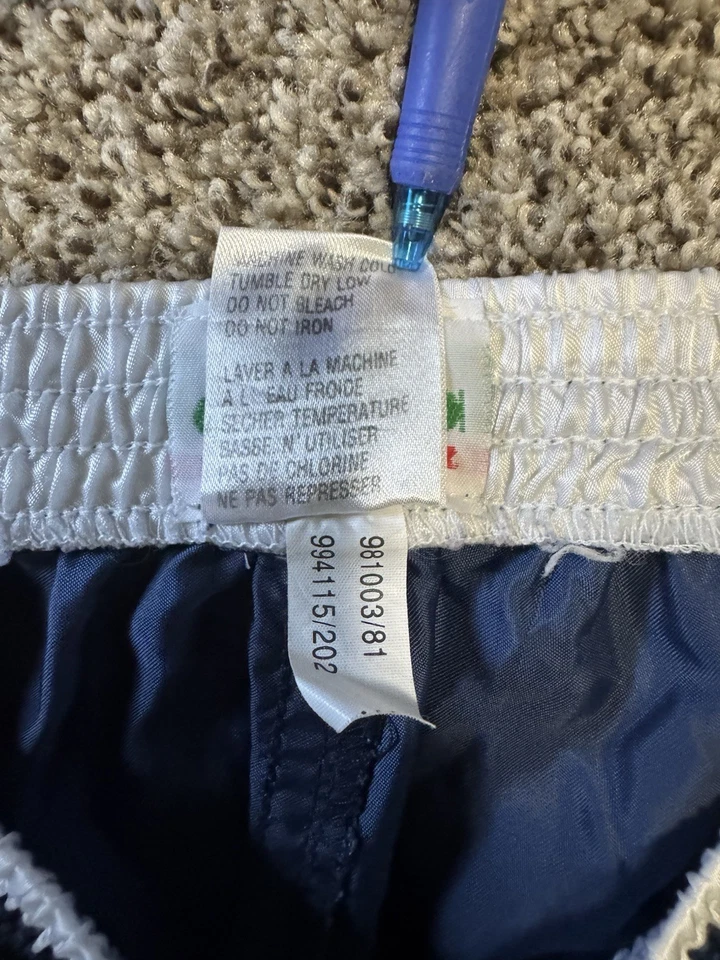 MACHINE WASH COLD
TUMBLE DRY LOW
DO NOT BLEACH
DO NOT IRON
LAVER A LA MACHINE
A L' EAU FROIDE
SECHER TEMPERATURE
BASSE N' UTILISER
PAS DE CHLORINE
NE PAS REPRESSER
981003/81
994115/202